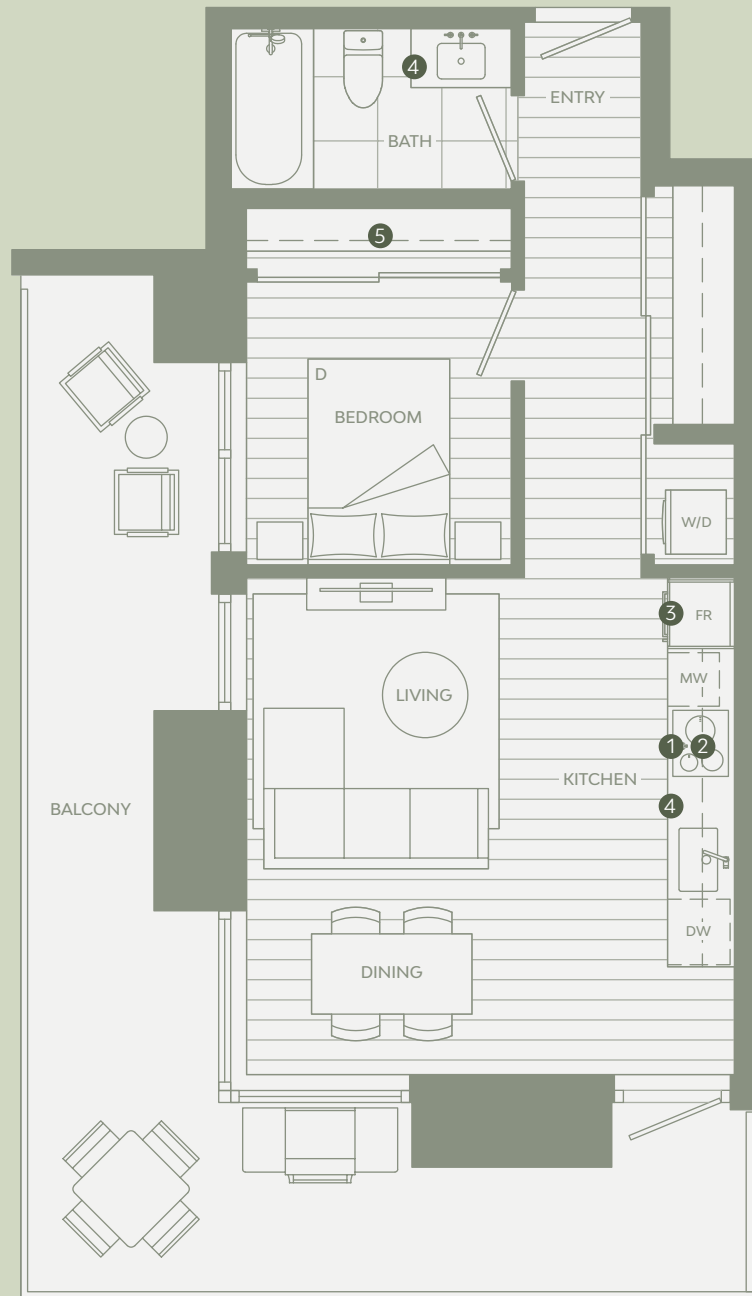 4
ENTRY
BATH
5
D
BEDROOM
W/D
3
FR
MW
LIVING
1
2
KITCHEN
4
BALCONY
DW
DINING